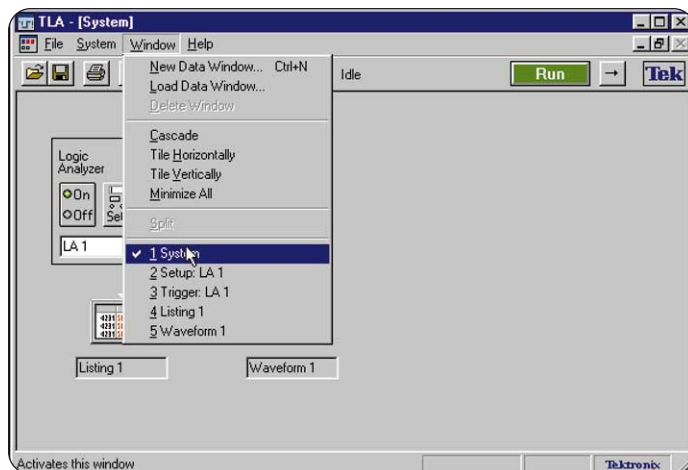 TLA - [System]
File System Window Help
Idle
Run
Tek
New Data Window... Ctrl+N
Load Data Window...
Delete Window
Cascade
Tile Horizontally
Tile Vertically
Minimize All
Split
1 System
2 Setup: LA 1
3 Trigger: LA 1
4 Listing 1
5 Waveform 1
Logic
Analyzer
On
Off
LA 1
Listing 1
Waveform 1
Activates this window
Tektronix